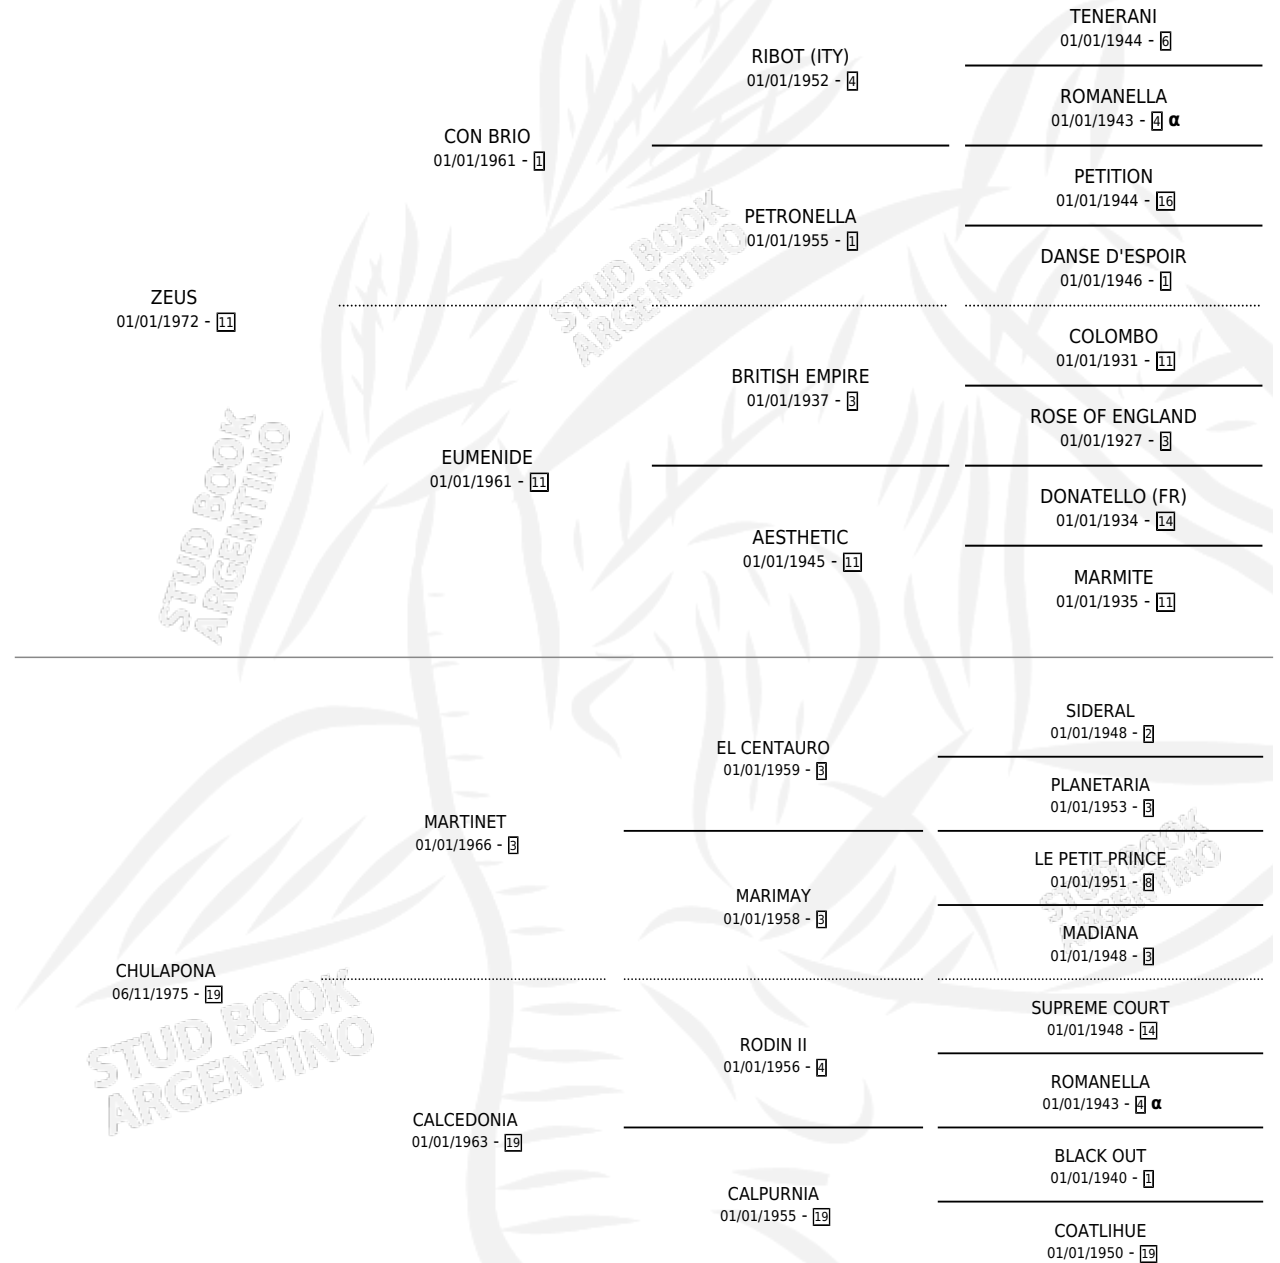 TENERANI
01/01/1944 - 6
RIBOT (ITY)
01/01/1952 - 4
ROMANELLA
01/01/1943 - 4 α
CON BRIO
01/01/1961 - 1
PETITION
01/01/1944 - 16
PETRONELLA
01/01/1955 - 1
DANSE D'ESPOIR
01/01/1946 - 1
ZEUS
01/01/1972 - 11
COLOMBO
01/01/1931 - 11
BRITISH EMPIRE
01/01/1937 - 3
ROSE OF ENGLAND
01/01/1927 - 3
EUMENIDE
01/01/1961 - 11
DONATELLO (FR)
01/01/1934 - 14
AESTHETIC
01/01/1945 - 11
MARMITE
01/01/1935 - 11
SIDERAL
01/01/1948 - 2
EL CENTAURO
01/01/1959 - 3
PLANETARIA
01/01/1953 - 3
MARTINET
01/01/1966 - 3
LE PETIT PRINCE
01/01/1951 - 8
MARIMAY
01/01/1958 - 3
MADIANA
01/01/1948 - 3
CHULAPONA
06/11/1975 - 19
SUPREME COURT
01/01/1948 - 14
RODIN II
01/01/1956 - 4
ROMANELLA
01/01/1943 - 4 α
CALCEDONIA
01/01/1963 - 19
BLACK OUT
01/01/1940 - 1
CALPURNIA
01/01/1955 - 19
COATLIHUE
01/01/1950 - 19
STUD BOOK
ARGENTINO
STUD BOOK
ARGENTINO
STUD BOOK
ARGENTINO
STUD BOOK
ARGENTINO